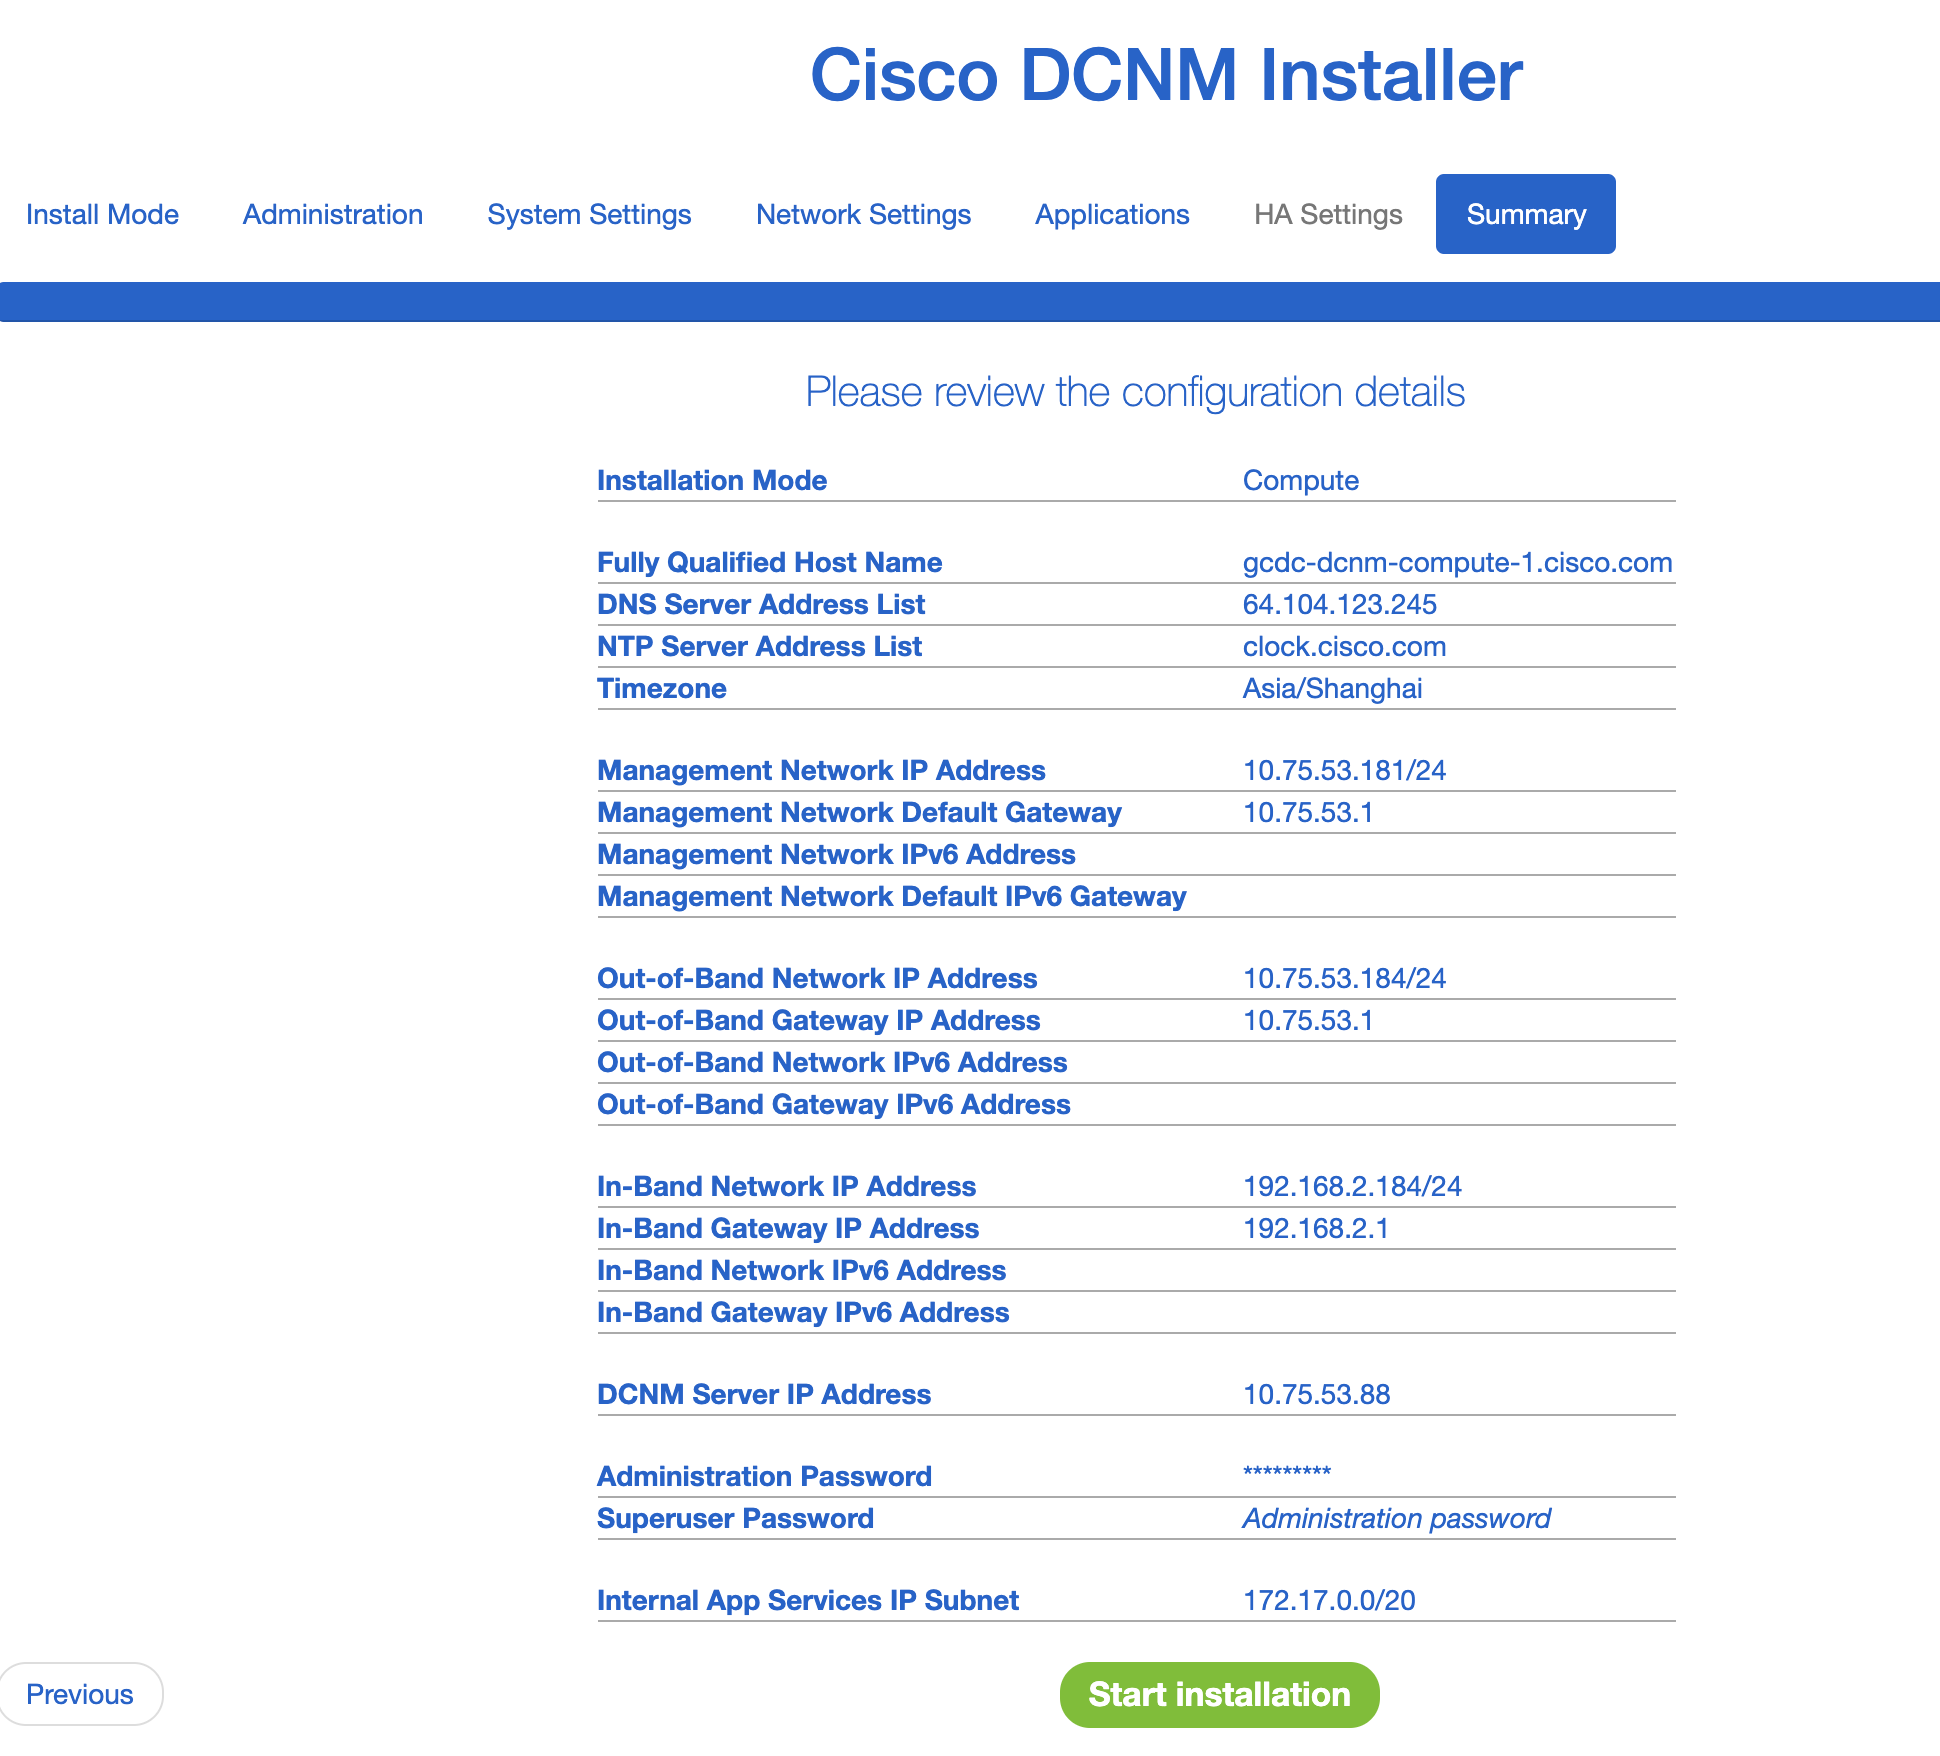 Cisco DCNM Installer
Install Mode Administration System Settings Network Settings Applications HA Settings Summary
Please review the configuration details
Installation Mode Compute
Fully Qualified Host Name gcdc-dcnm-compute-1.cisco.com
DNS Server Address List 64.104.123.245
NTP Server Address List clock.cisco.com
Timezone Asia/Shanghai
Management Network IP Address 10.75.53.181/24
Management Network Default Gateway 10.75.53.1
Management Network IPv6 Address
Management Network Default IPv6 Gateway
Out-of-Band Network IP Address 10.75.53.184/24
Out-of-Band Gateway IP Address 10.75.53.1
Out-of-Band Network IPv6 Address
Out-of-Band Gateway IPv6 Address
In-Band Network IP Address 192.168.2.184/24
In-Band Gateway IP Address 192.168.2.1
In-Band Network IPv6 Address
In-Band Gateway IPv6 Address
DCNM Server IP Address 10.75.53.88
Administration Password *********
Superuser Password Administration password
Internal App Services IP Subnet 172.17.0.0/20
Previous Start installation